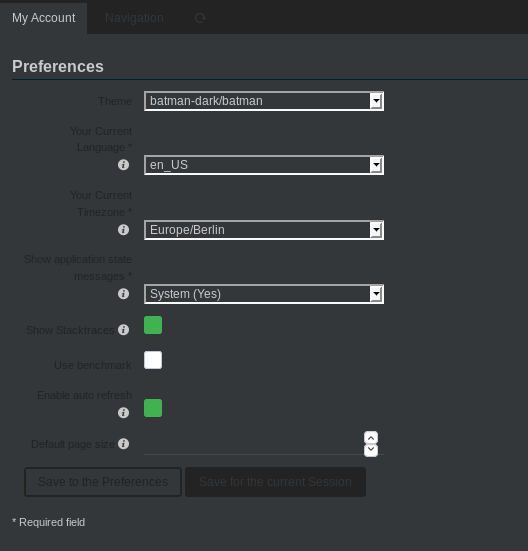 My Account Navigation
Preferences
Theme batman-dark/batman
Your Current
Language *
en_US
Your Current
Timezone *
Europe/Berlin
Show application state
messages *
System (Yes)
Show Stacktraces
Use benchmark
Enable auto refresh
Default page size
Save to the Preferences Save for the current Session
* Required field